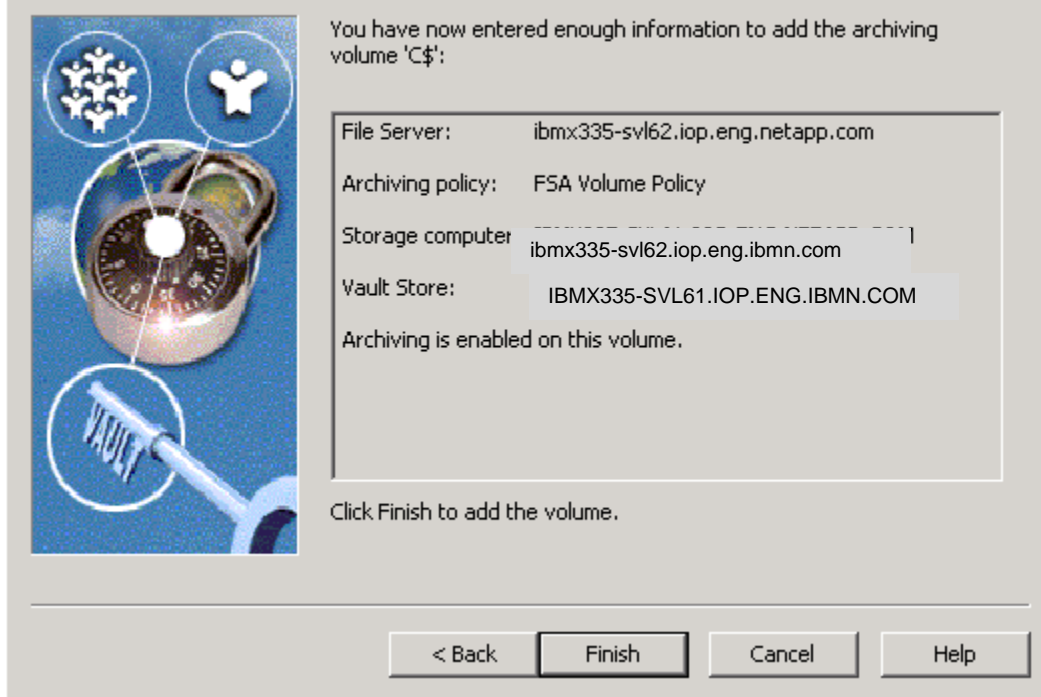 You have now entered enough information to add the archiving
volume 'C$':
File Server: ibmx335-svl62.iop.eng.netapp.com
Archiving policy: FSA Volume Policy
Storage computer
ibmx335-svl62.iop.eng.ibmn.com
Vault Store: IBMX335-SVL61.IOP.ENG.IBMN.COM
Archiving is enabled on this volume.
VAULT
Click Finish to add the volume.
< Back Finish Cancel Help